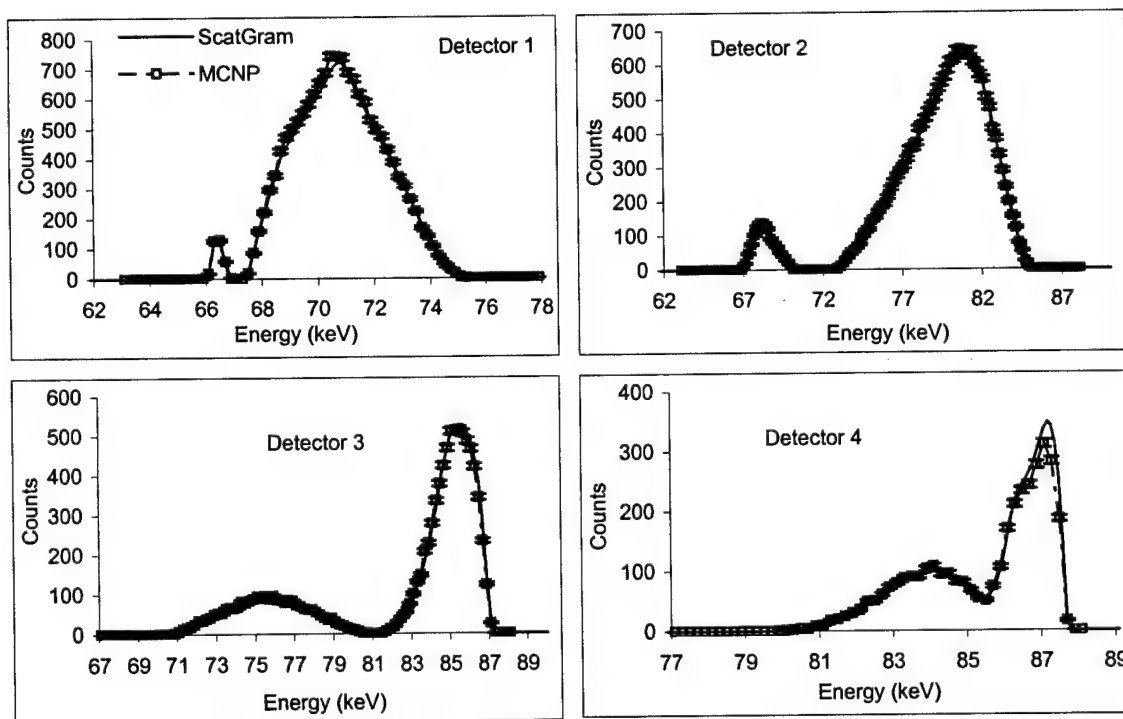 ScatGram
MCNP
Detector 1
Counts
800
700
600
500
400
300
200
100
0
62 64 66 68 70 72 74 76 78
Energy (keV)
Detector 2
Counts
700
600
500
400
300
200
100
0
62 67 72 77 82 87
Energy (keV)
Detector 3
Counts
600
500
400
300
200
100
0
67 69 71 73 75 77 79 81 83 85 87 89
Energy (keV)
Detector 4
Counts
400
300
200
100
0
77 79 81 83 85 87 89
Energy (keV)